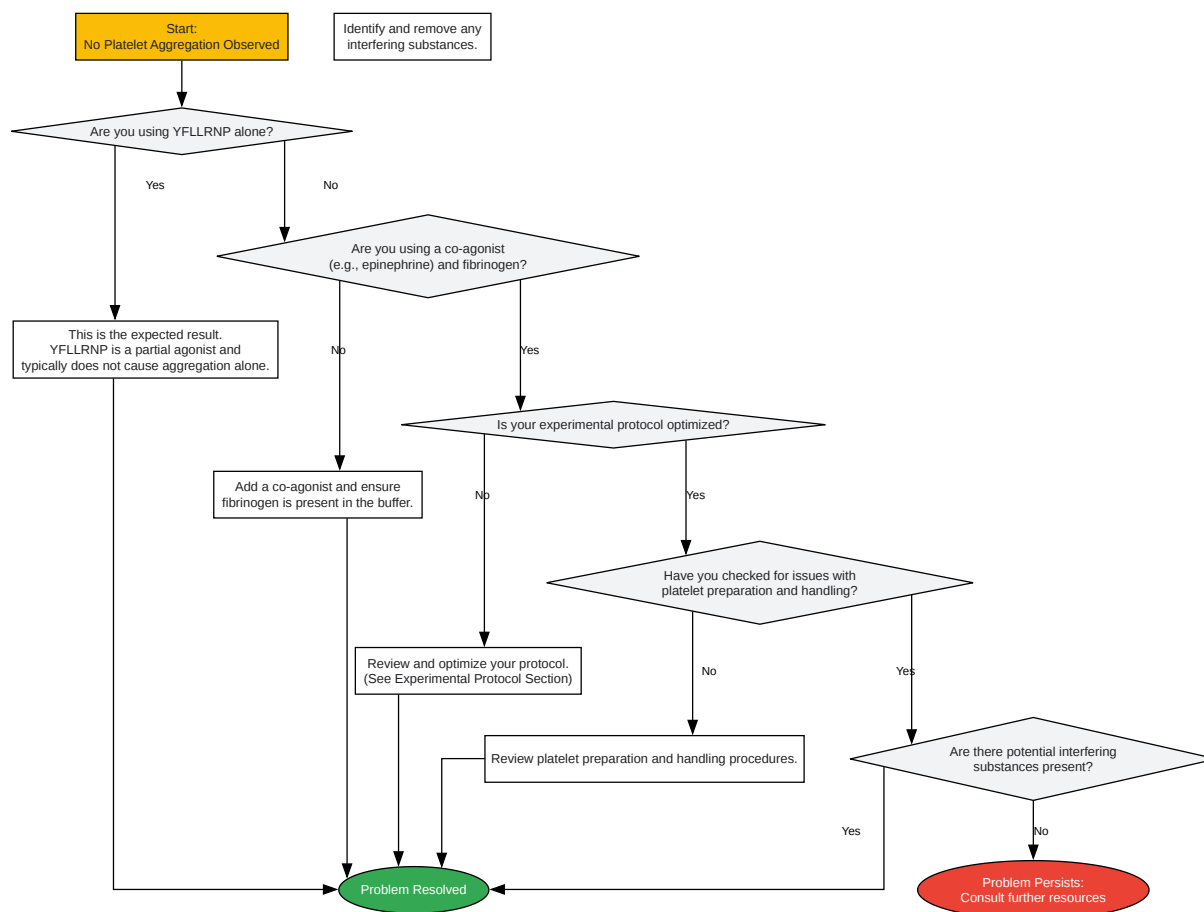 Start:
No Platelet Aggregation Observed
Identify and remove any
interfering substances.
Are you using YFLLRNP alone?
Yes
No
Are you using a co-agonist
(e.g., epinephrine) and fibrinogen?
This is the expected result.
YFLLRNP is a partial agonist and
typically does not cause aggregation alone.
No
Yes
Is your experimental protocol optimized?
Add a co-agonist and ensure
fibrinogen is present in the buffer.
No
Yes
Have you checked for issues with
platelet preparation and handling?
Review and optimize your protocol.
(See Experimental Protocol Section)
No
Yes
Review platelet preparation and handling procedures.
Are there potential interfering
substances present?
Yes
No
Problem Resolved
Problem Persists:
Consult further resources